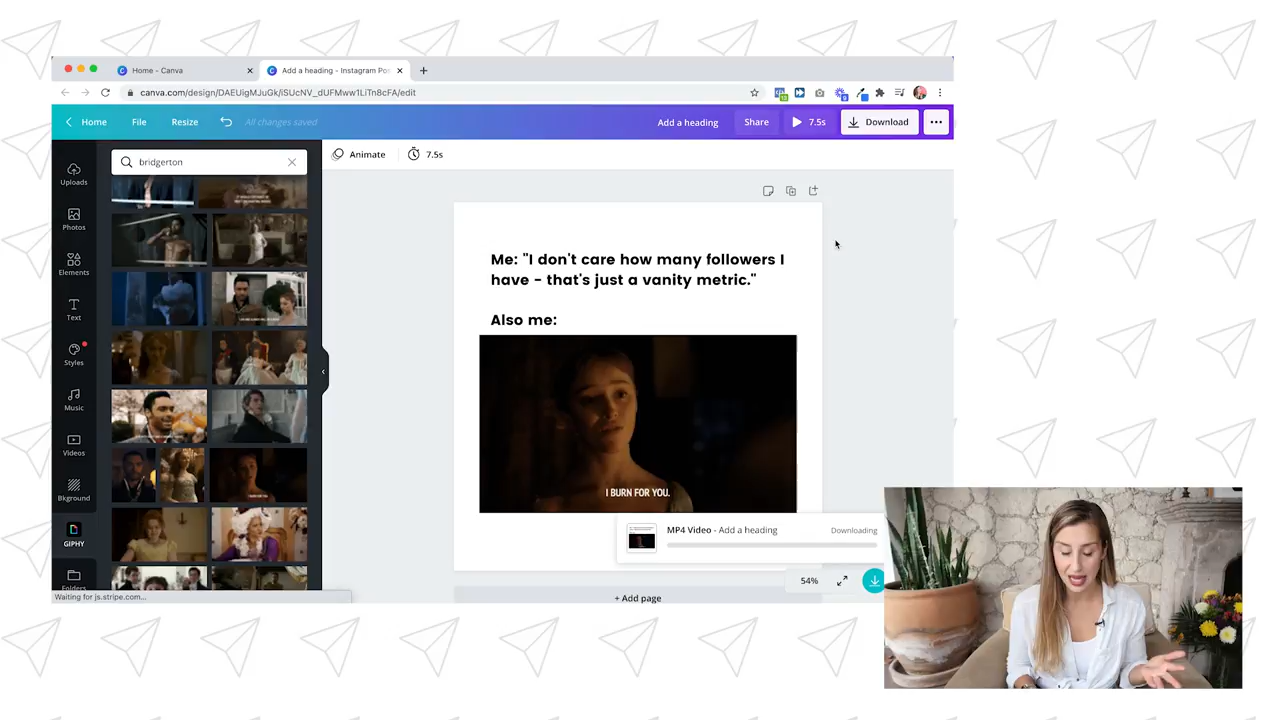 Home - Canva
Add a heading - Instagram Pos
canva.com/design/DAEUigMJuGk/iSUcNV_dUFMww1LiTn8cFA/edit
Home
File
Resize
All changes saved
Add a heading
Share
7.5s
Download
bridgerton
Animate
7.5s
Uploads
Photos
Elements
Text
Styles
Music
Videos
Bkground
GIPHY
Folders
Me: "I don't care how many followers I
have - that's just a vanity metric."
Also me:
I BURN FOR YOU.
MP4 Video - Add a heading
Downloading
54%
+ Add page
Waiting for js.stripe.com...